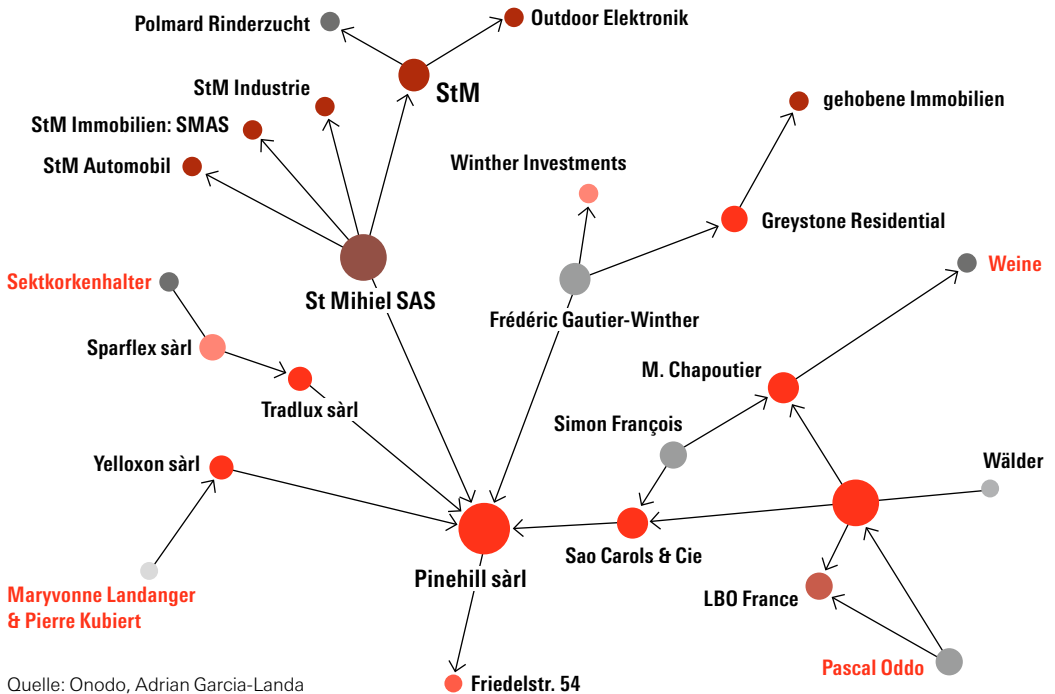 Polmard Rinderzucht
Outdoor Elektronik
StM
StM Industrie
StM Immobilien: SMAS
StM Automobil
gehobene Immobilien
Winther Investments
Greystone Residential
Weine
Sektkorkenhalter
St Mihiel SAS
Frédéric Gautier-Winther
Sparflex sàrl
M. Chapoutier
Tradlux sàrl
Simon François
Yelloxon sàrl
Wälder
Sao Carols & Cie
Pinehill sàrl
LBO France
Maryvonne Landanger
& Pierre Kubiert
Pascal Oddo
Quelle: Onodo, Adrian Garcia-Landa
Friedelstr. 54